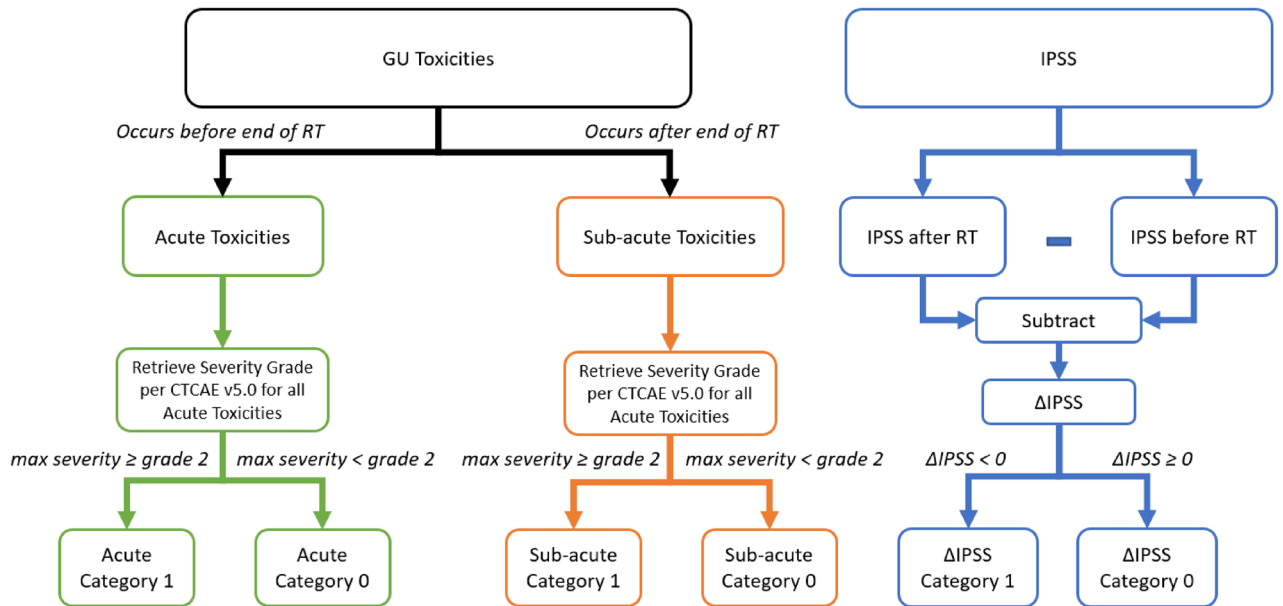 GU Toxicities
IPSS
Occurs before end of RT
Occurs after end of RT
Acute Toxicities
Sub-acute Toxicities
IPSS after RT
-
IPSS before RT
Subtract
Retrieve Severity Grade
per CTCAE v5.0 for all
Acute Toxicities
Retrieve Severity Grade
per CTCAE v5.0 for all
Acute Toxicities
ΔIPSS
max severity ≥ grade 2
max severity < grade 2
max severity ≥ grade 2
max severity < grade 2
ΔIPSS < 0
ΔIPSS ≥ 0
Acute
Category 1
Acute
Category 0
Sub-acute
Category 1
Sub-acute
Category 0
ΔIPSS
Category 1
ΔIPSS
Category 0